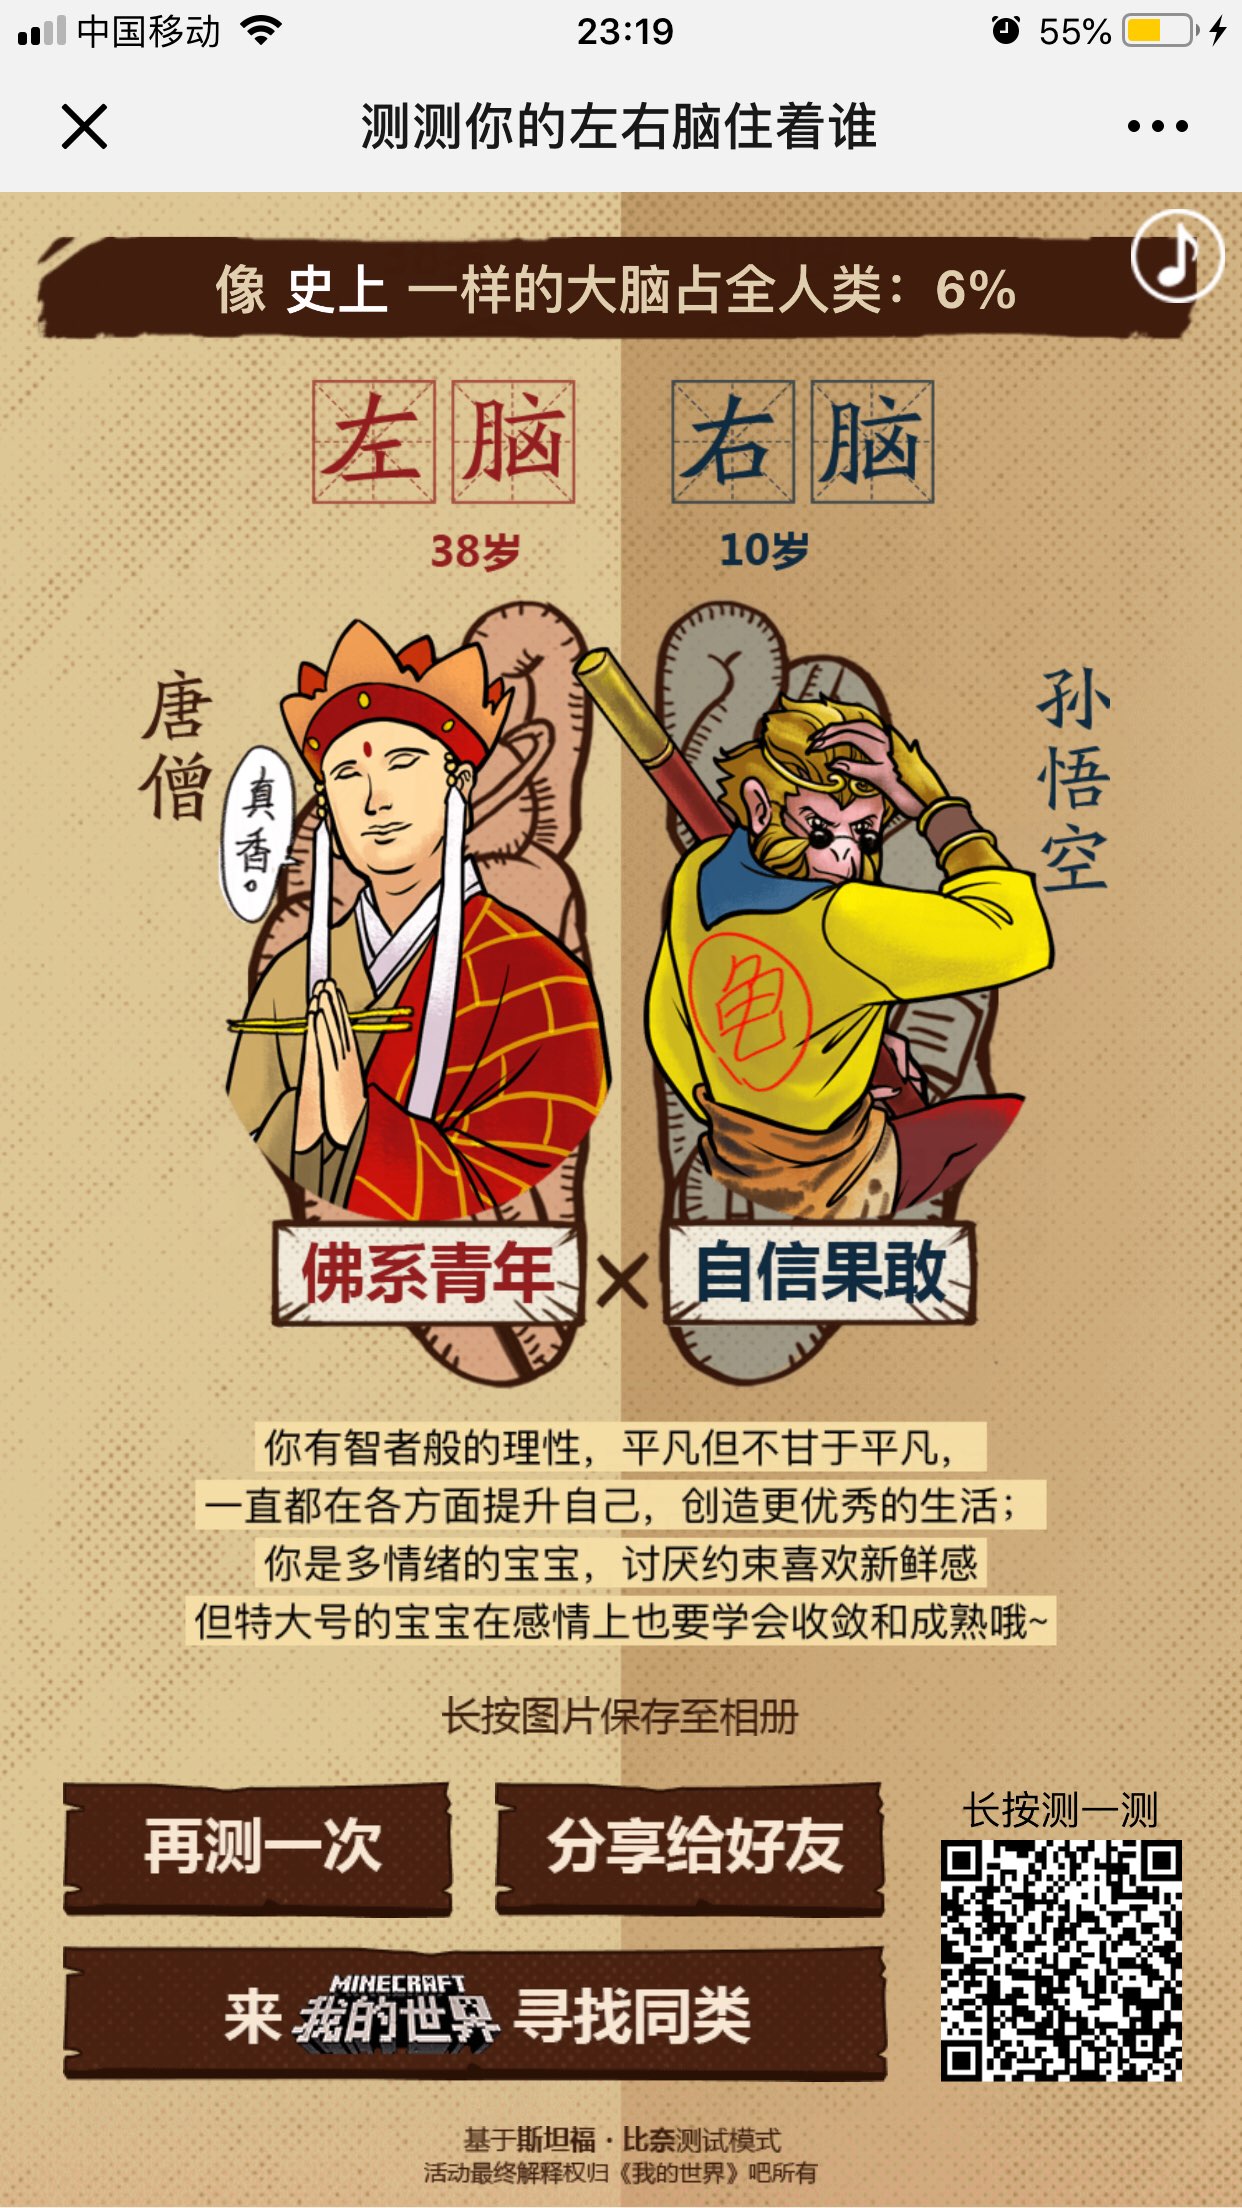 中国移动
23:19
55%
测测你的左右脑住着谁
像 史上 一样的大脑占全人类：6%
左脑
右脑
38岁
10岁
唐僧
真香。
孙悟空
龟
佛系青年
×
自信果敢
你有智者般的理性，平凡但不甘于平凡，
一直都在各方面提升自己，创造更优秀的生活；
你是多情绪的宝宝，讨厌约束喜欢新鲜感
但特大号的宝宝在感情上也要学会收敛和成熟哦~
长按图片保存至相册
再测一次
分享给好友
长按测一测
来 MINECRAFT 我的世界 寻找同类
基于斯坦福·比奈测试模式
活动最终解释权归《我的世界》吧所有